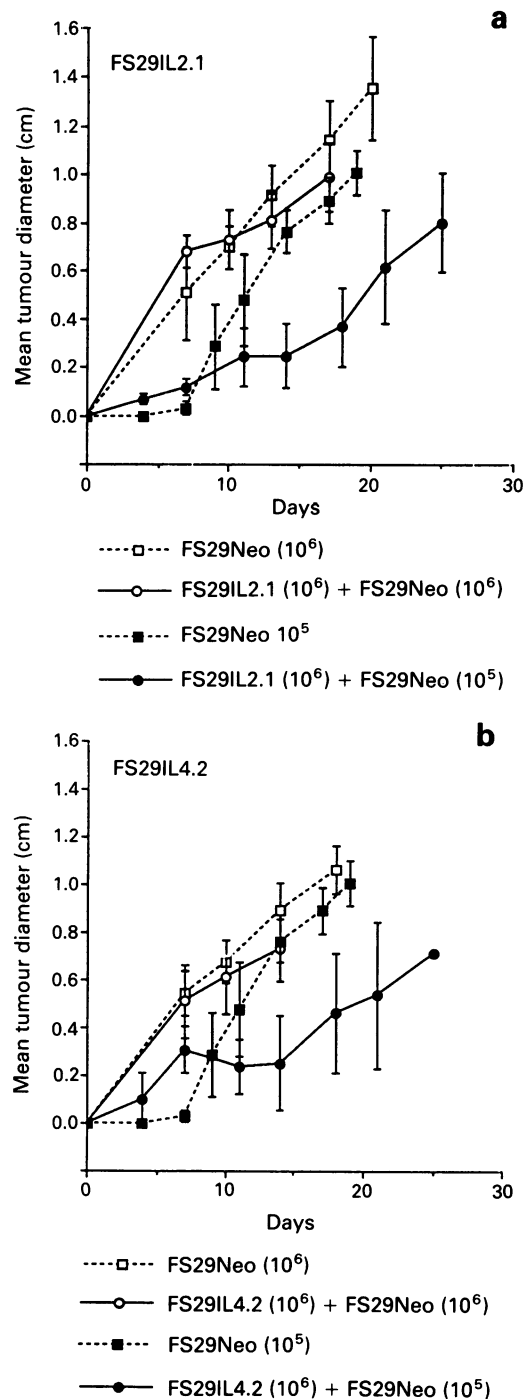 a
1.6
FS29IL2.1
1.4
1.2
1.0
0.8
0.6
0.4
0.2
0.0
Mean tumour diameter (cm)
0 10 20 30
Days
FS29Neo (10⁶)
FS29IL2.1 (10⁶) + FS29Neo (10⁶)
FS29Neo 10⁵
FS29IL2.1 (10⁶) + FS29Neo (10⁵)
b
1.6
FS29IL4.2
1.4
1.2
1.0
0.8
0.6
0.4
0.2
0.0
Mean tumour diameter (cm)
0 10 20 30
Days
FS29Neo (10⁶)
FS29IL4.2 (10⁶) + FS29Neo (10⁶)
FS29Neo (10⁵)
FS29IL4.2 (10⁶) + FS29Neo (10⁵)